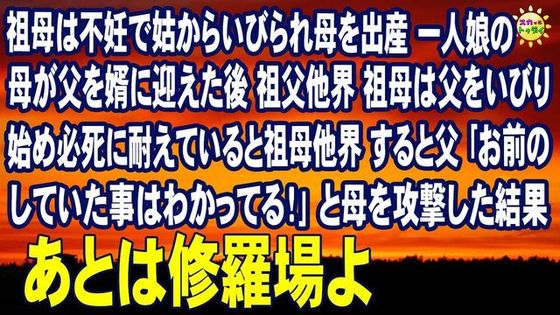 祖母は不妊で姑からいびられ母を出産 一人娘の
母が父を婿に迎えた後 祖父他界 祖母は父をいびり
始め必死に耐えていると祖母他界 すると父「お前の
していた事はわかってる!」と母を攻撃した結果
あとは修羅場よ
スカッと